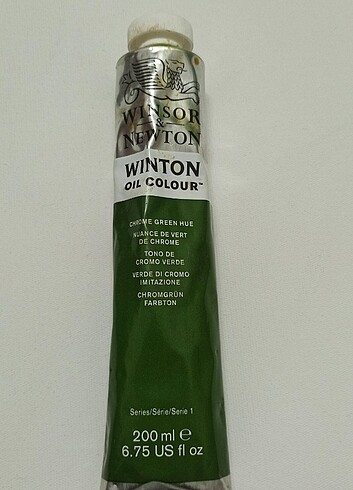 WINSOR
&
NEWTON
WINTON
OIL COLOUR™
CHROME GREEN HUE
NUANCE DE VERT
DE CHROME
TONO DE
CROMO VERDE
VERDE DI CROMO
IMITAZIONE
CHROMGRÜN
FARBTON
Series/Série/Serie 1
200 ml ℮
6.75 US fl oz